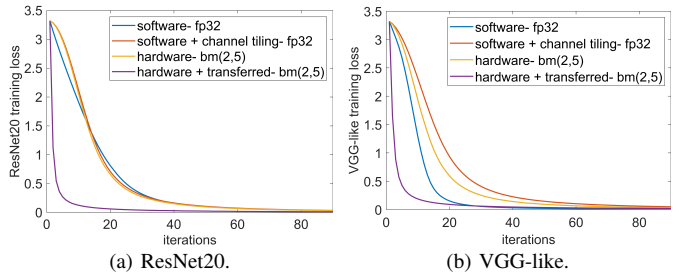 3.5
3
2.5
2
1.5
1
0.5
0
0 20 40 60 80
ResNet20 training loss
iterations
software- fp32
software + channel tiling- fp32
hardware- bm(2,5)
hardware + transferred- bm(2,5)
(a) ResNet20.
3.5
3
2.5
2
1.5
1
0.5
0
0 20 40 60 80
VGG-like training loss
iterations
software- fp32
software + channel tiling- fp32
hardware- bm(2,5)
hardware + transferred- bm(2,5)
(b) VGG-like.